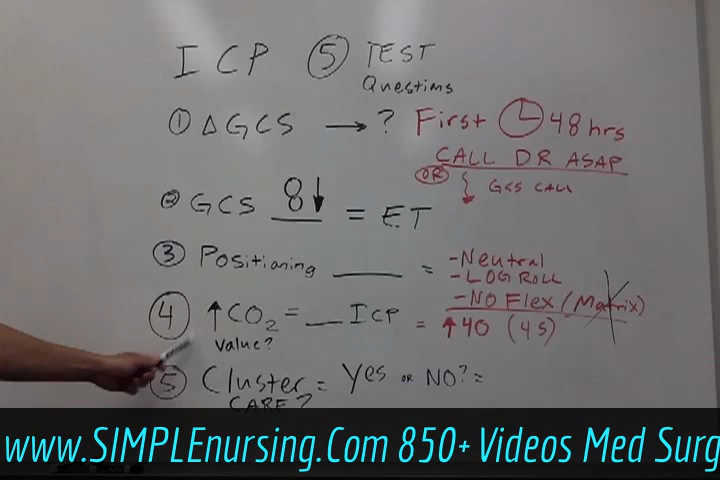 ICP ⑤ TEST
Questims
① ΔGCS → ? First 48 hrs
CALL DR ASAP
OR GCS CALL
② GCS 8↓ = ET
③ Positianing ____ = -Neutral
-LOG ROLL
-NO Flex/(Matrix)
④ ↑CO₂ = __ ICP = ↑40 (45)
value?
⑤ Cluster = Yes OR NO? =
CARE?
www.SIMPLEnursing.Com 850+ Videos Med Surg